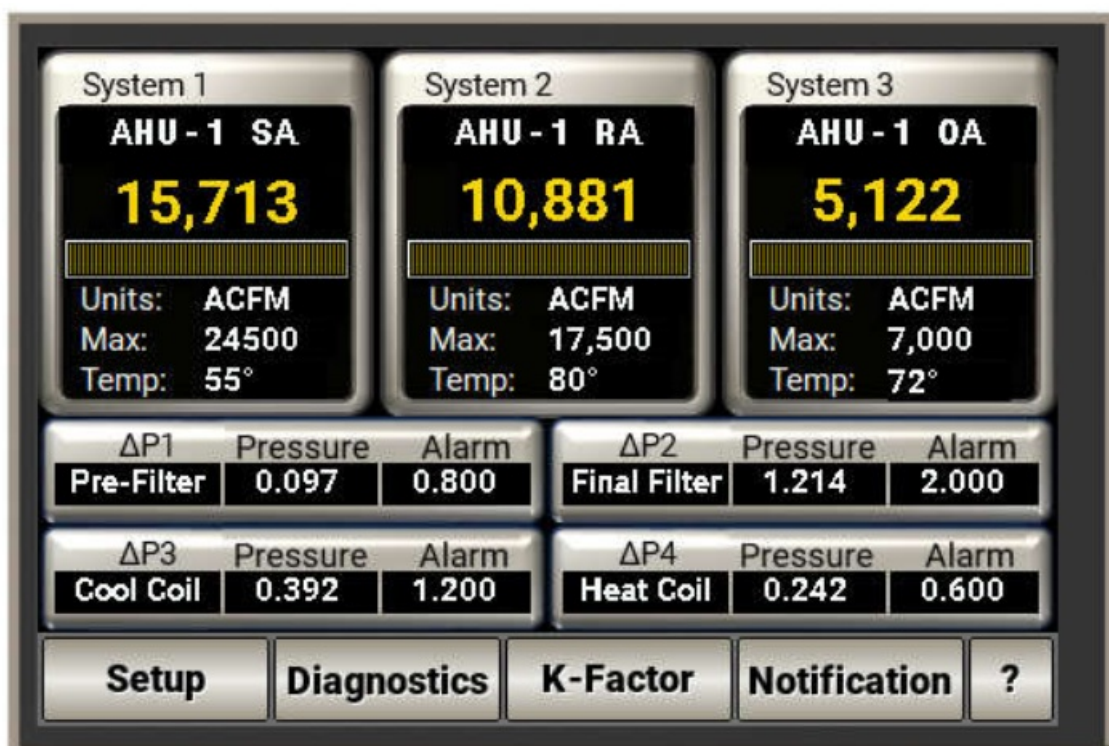 System 1 System 2 System 3
AHU-1 SA AHU-1 RA AHU-1 OA
15,713 10,881 5,122
Units: ACFM Units: ACFM Units: ACFM
Max: 24500 Max: 17,500 Max: 7,000
Temp: 55° Temp: 80° Temp: 72°
ΔP1 Pressure Alarm ΔP2 Pressure Alarm
Pre-Filter 0.097 0.800 Final Filter 1.214 2.000
ΔP3 Pressure Alarm ΔP4 Pressure Alarm
Cool Coil 0.392 1.200 Heat Coil 0.242 0.600
Setup Diagnostics K-Factor Notification ?